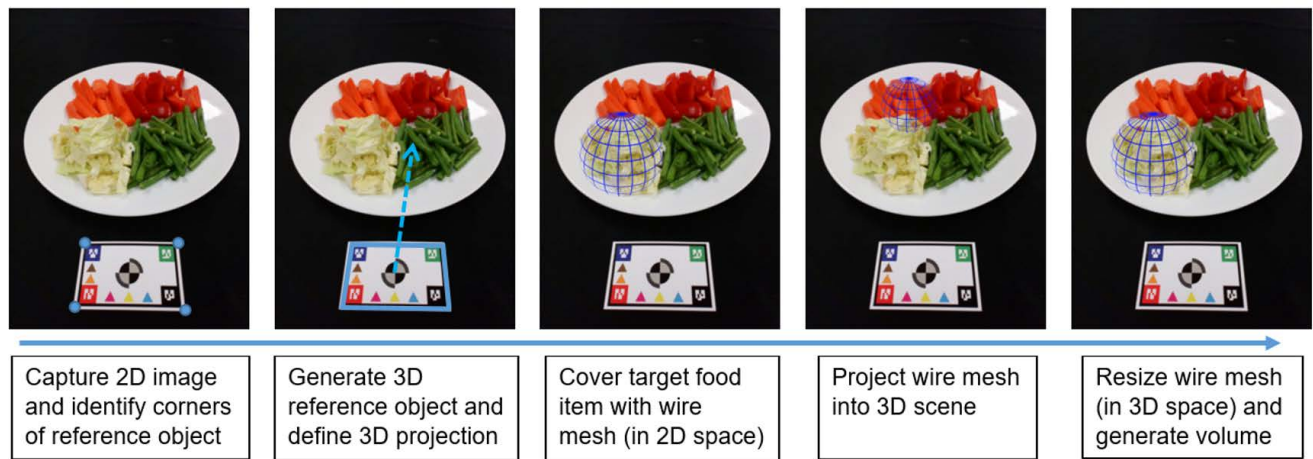 Capture 2D image
and identify corners
of reference object
Generate 3D
reference object and
define 3D projection
Cover target food
item with wire
mesh (in 2D space)
Project wire mesh
into 3D scene
Resize wire mesh
(in 3D space) and
generate volume